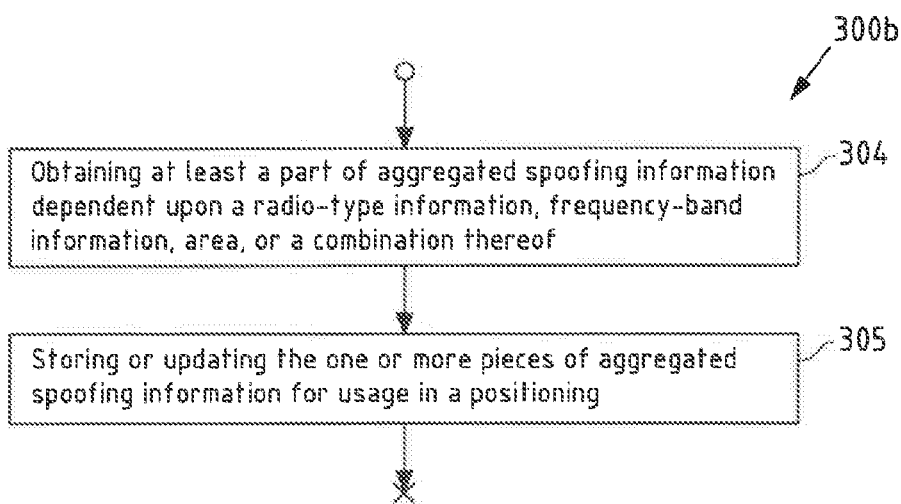 300b
304
Obtaining at least a part of aggregated spoofing information
dependent upon a radio-type information, frequency-band
information, area, or a combination thereof
305
Storing or updating the one or more pieces of aggregated
spoofing information for usage in a positioning